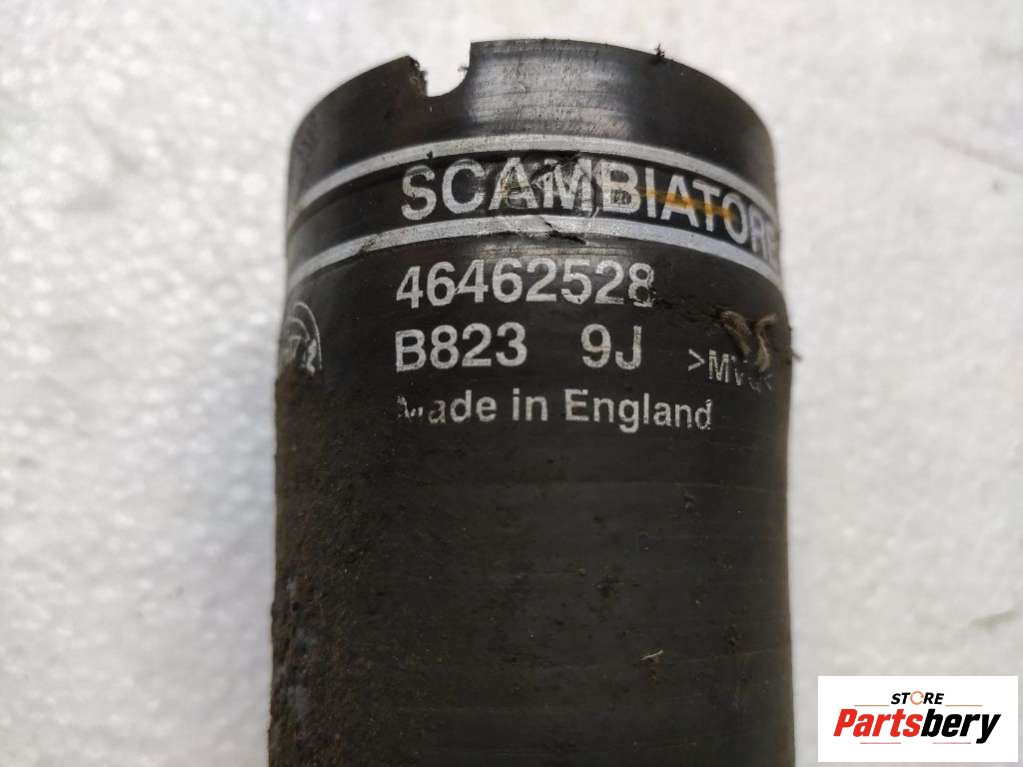 SCAMBIATORE
46462528
B823 9J
Made in England
STORE
Partsbery